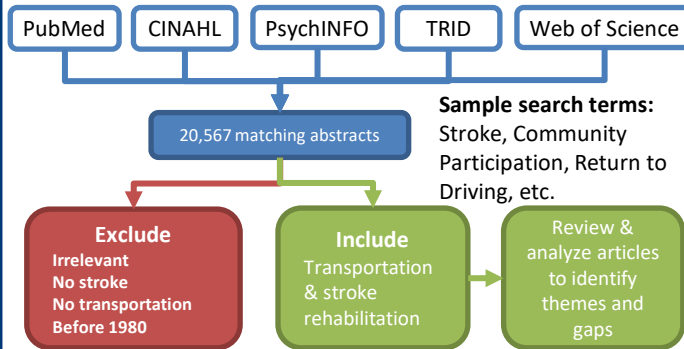 PubMed
CINAHL
PsychINFO
TRID
Web of Science
20,567 matching abstracts
Sample search terms:
Stroke, Community
Participation, Return to
Driving, etc.
Exclude
Irrelevant
No stroke
No transportation
Before 1980
Include
Transportation
& stroke
rehabilitation
Review &
analyze articles
to identify
themes and
gaps